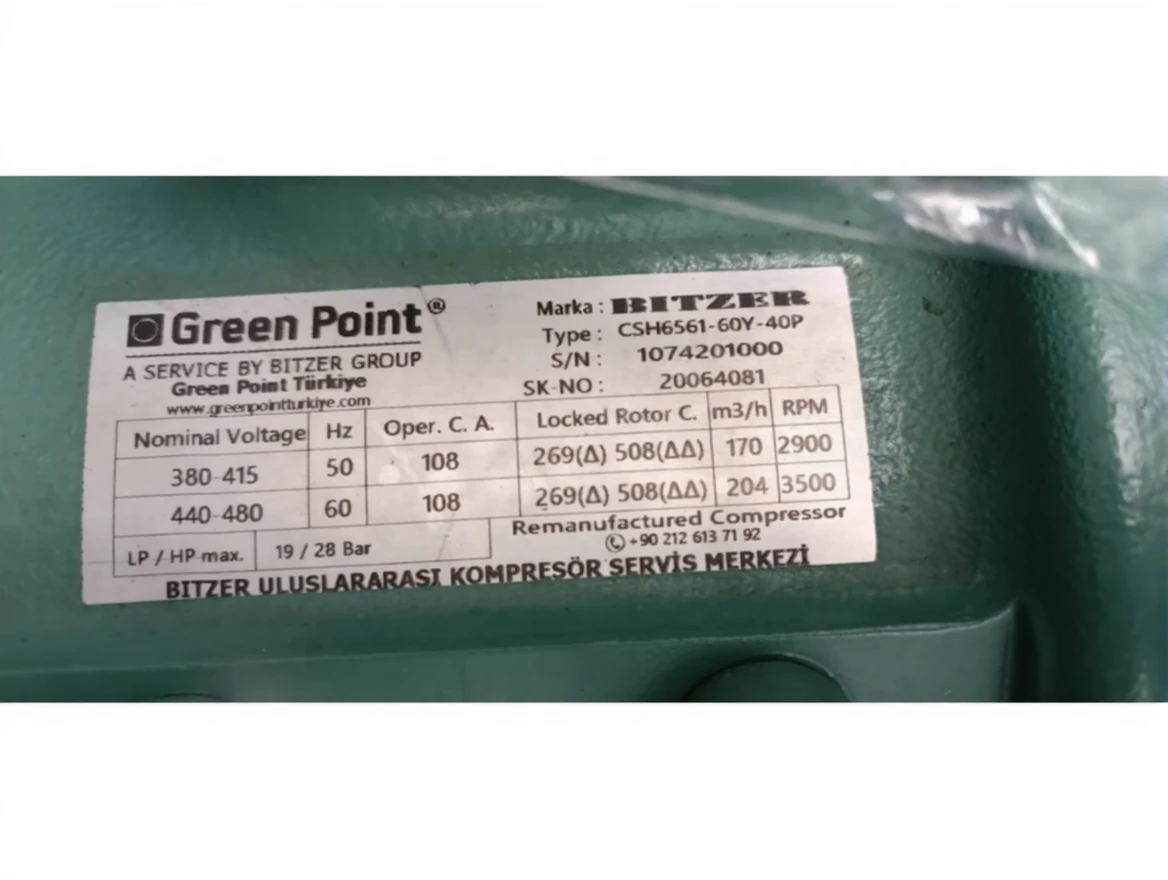 Green Point®
A SERVICE BY BITZER GROUP
Green Point Türkiye
www.greenpointturkiye.com
Marka : BITZER
Type : CSH6561-60Y-40P
S/N : 1074201000
SK-NO : 20064081
Nominal Voltage Hz Oper. C. A. Locked Rotor C. m3/h RPM
380-415 50 108 269(Δ) 508(ΔΔ) 170 2900
440-480 60 108 269(Δ) 508(ΔΔ) 204 3500
LP / HP max. 19 / 28 Bar
Remanufactured Compressor
+90 212 613 71 92
BITZER ULUSLARARASI KOMPRESÖR SERVİS MERKEZİ